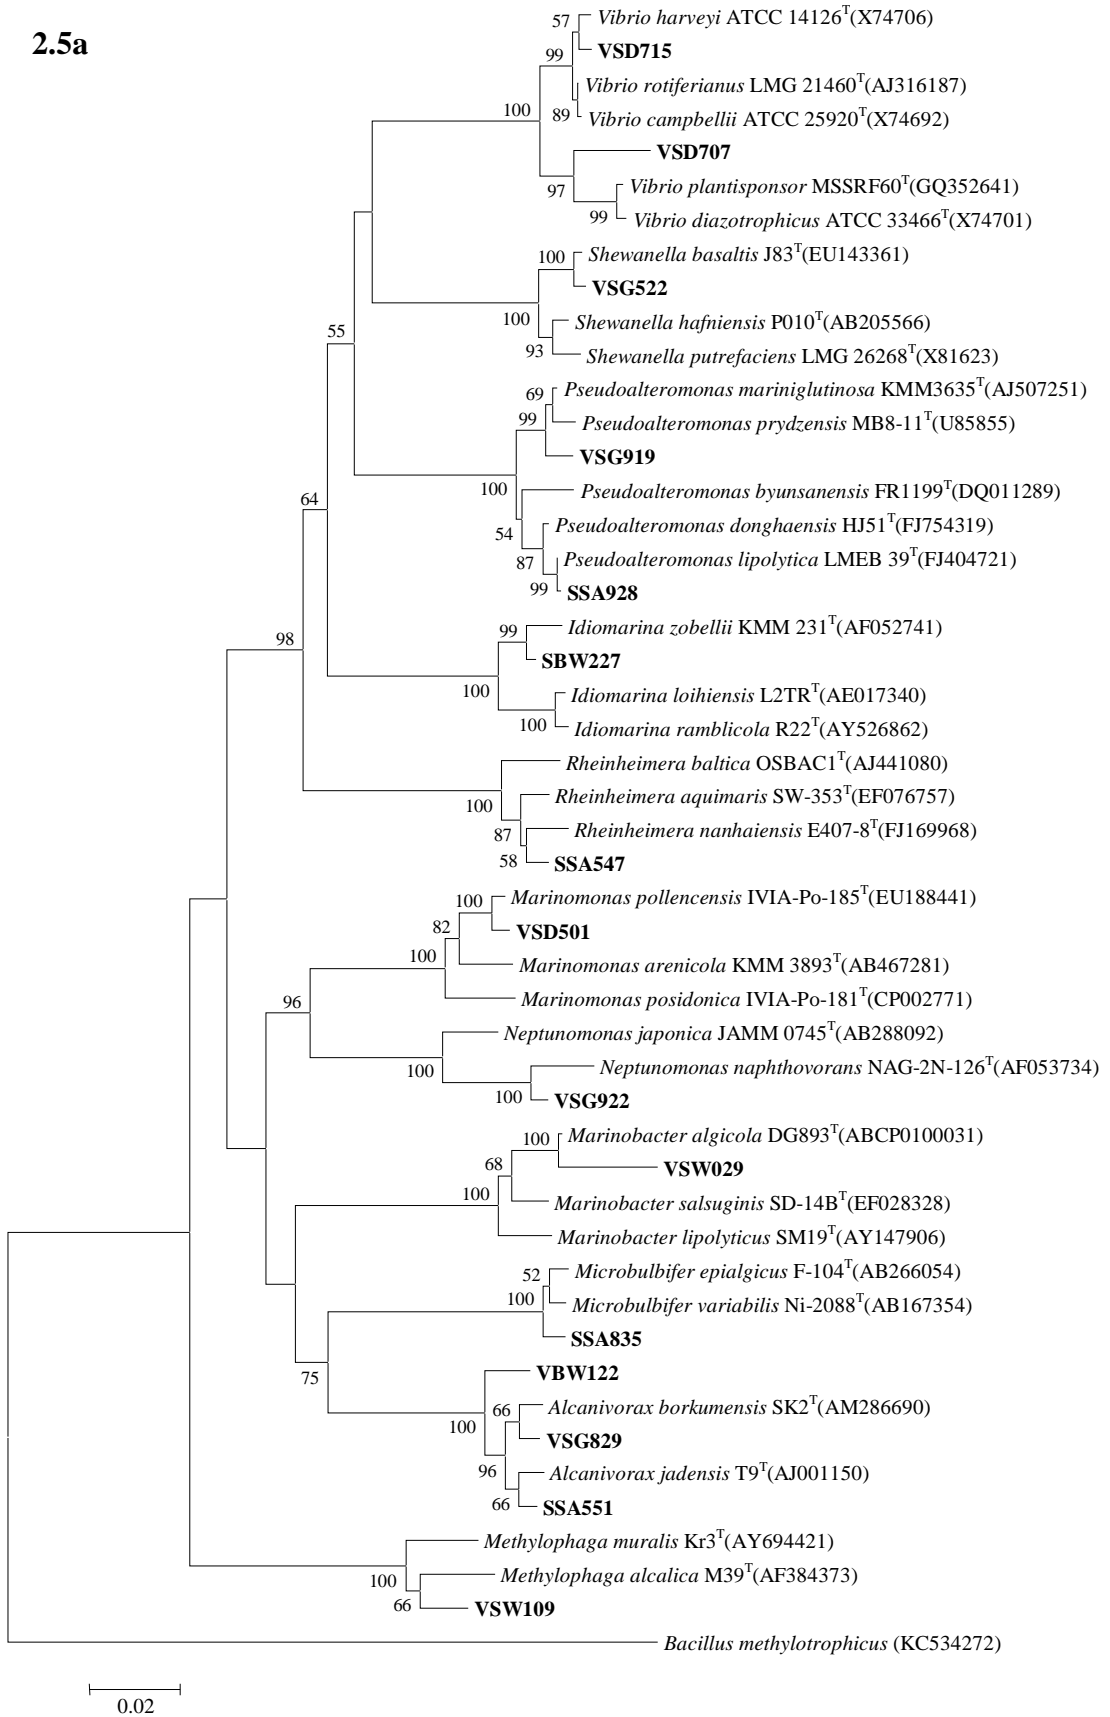 2.5a
57 Vibrio harveyi ATCC 14126T(X74706)
VSD715
99
Vibrio rotiferianus LMG 21460T(AJ316187)
100
89 Vibrio campbellii ATCC 25920T(X74692)
VSD707
97 Vibrio plantisponsor MSSRF60T(GQ352641)
99 Vibrio diazotrophicus ATCC 33466T(X74701)
100 Shewanella basaltis J83T(EU143361)
VSG522
100 Shewanella hafniensis P010T(AB205566)
55
93 Shewanella putrefaciens LMG 26268T(X81623)
69 Pseudoalteromonas mariniglutinosa KMM3635T(AJ507251)
99 Pseudoalteromonas prydzensis MB8-11T(U85855)
VSG919
100 Pseudoalteromonas byunsanensis FR1199T(DQ011289)
64
54 Pseudoalteromonas donghaensis HJ51T(FJ754319)
87 Pseudoalteromonas lipolytica LMEB 39T(FJ404721)
99 SSA928
98 99 Idiomarina zobellii KMM 231T(AF052741)
SBW227
100 Idiomarina loihiensis L2TRT(AE017340)
100 Idiomarina ramblicola R22T(AY526862)
Rheinheimera baltica OSBAC1T(AJ441080)
100 Rheinheimera aquimaris SW-353T(EF076757)
87 Rheinheimera nanhaiensis E407-8T(FJ169968)
58 SSA547
100 Marinomonas pollencensis IVIA-Po-185T(EU188441)
82 VSD501
100 Marinomonas arenicola KMM 3893T(AB467281)
96 Marinomonas posidonica IVIA-Po-181T(CP002771)
Neptunomonas japonica JAMM 0745T(AB288092)
100 Neptunomonas naphthovorans NAG-2N-126T(AF053734)
100 VSG922
100 Marinobacter algicola DG893T(ABCP0100031)
68 VSW029
100 Marinobacter salsuginis SD-14BT(EF028328)
Marinobacter lipolyticus SM19T(AY147906)
52 Microbulbifer epialgicus F-104T(AB266054)
100 Microbulbifer variabilis Ni-2088T(AB167354)
SSA835
75 VBW122
66 Alcanivorax borkumensis SK2T(AM286690)
100 VSG829
96 Alcanivorax jadensis T9T(AJ001150)
66 SSA551
Methylophaga muralis Kr3T(AY694421)
100 Methylophaga alcalica M39T(AF384373)
66 VSW109
Bacillus methylotrophicus (KC534272)
0.02